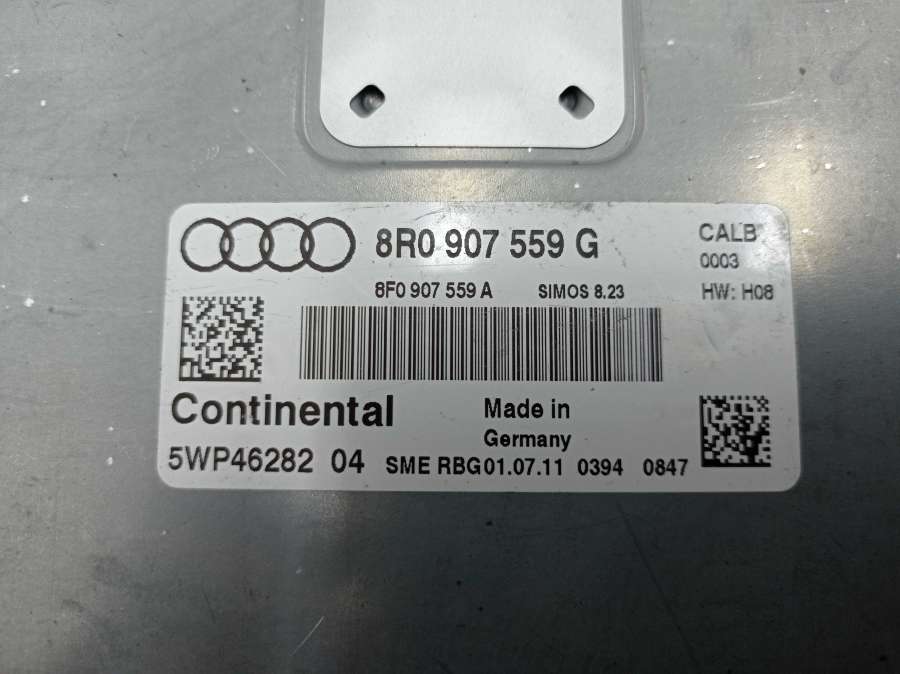 8R0 907 559 G
CALB
0003
8F0 907 559 A SIMOS 8.23 HW: H08
Continental Made in
Germany
5WP46282 04 SME RBG01.07.11 0394 0847